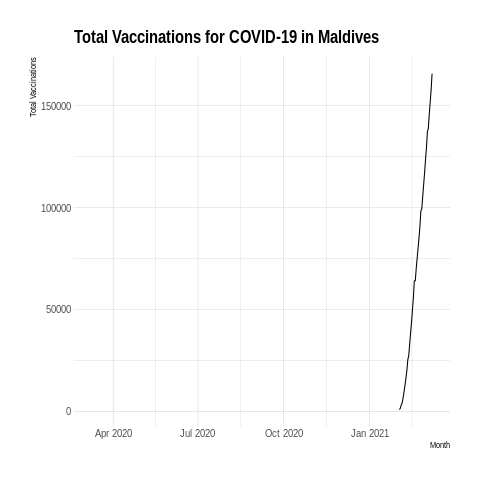 Total Vaccinations for COVID-19 in Maldives
Total Vaccinations
150000
100000
50000
0
Apr 2020 Jul 2020 Oct 2020 Jan 2021
Month